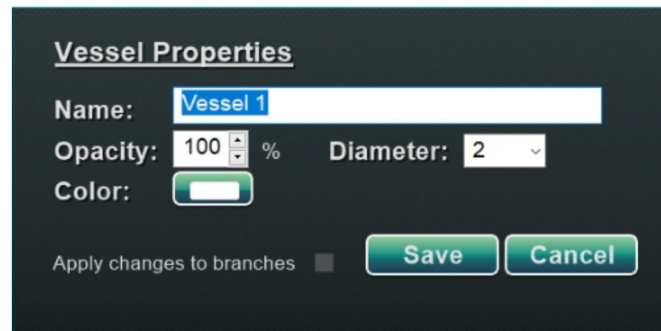 Vessel Properties
Name: Vessel 1
Opacity: 100 % Diameter: 2
Color:
Apply changes to branches Save Cancel